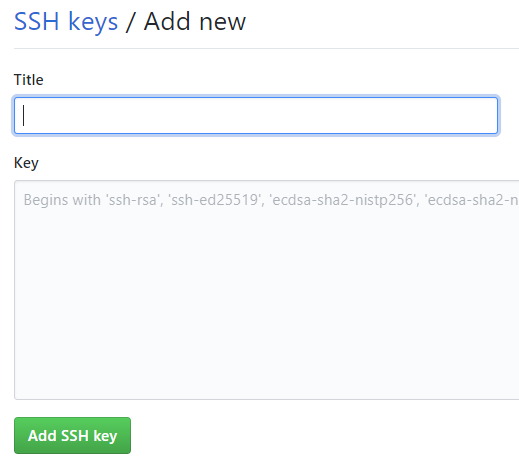 SSH keys / Add new
Title
Key
Begins with 'ssh-rsa', 'ssh-ed25519', 'ecdsa-sha2-nistp256', 'ecdsa-sha2-n
Add SSH key